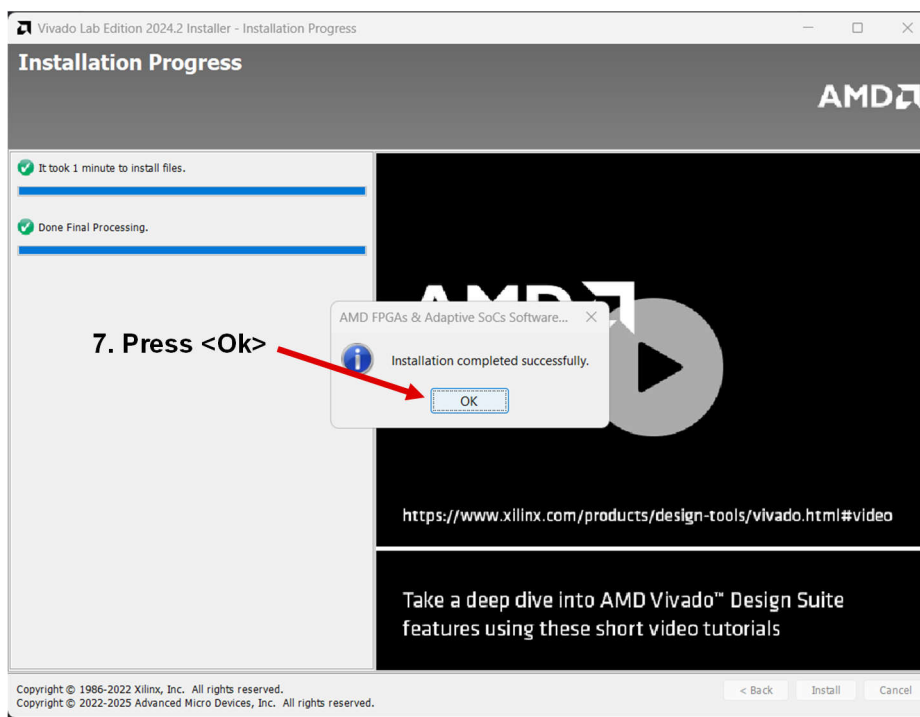 Vivado Lab Edition 2024.2 Installer - Installation Progress
Installation Progress
AMD
It took 1 minute to install files.
Done Final Processing.
AMD
AMD FPGAs & Adaptive SoCs Software...
7. Press <Ok>
Installation completed successfully.
OK
https://www.xilinx.com/products/design-tools/vivado.html#video
Take a deep dive into AMD Vivado™ Design Suite
features using these short video tutorials
Copyright © 1986-2022 Xilinx, Inc. All rights reserved.
Copyright © 2022-2025 Advanced Micro Devices, Inc. All rights reserved.
< Back Install Cancel